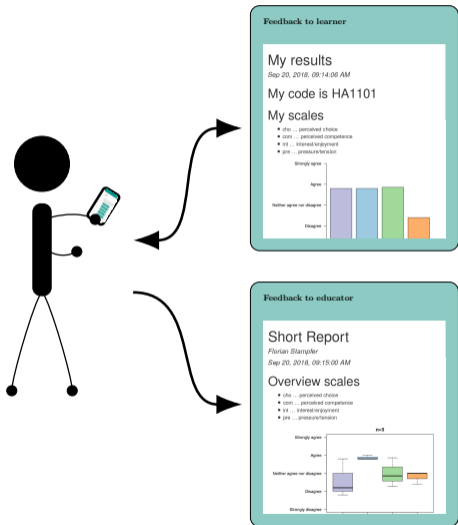 Feedback to learner
My results
Sep 20, 2018, 09:14:06 AM
My code is HA1101
My scales
• cho ... perceived choice
• com ... perceived competence
• int ... interest/enjoyment
• pre ... pressure/tension
Strongly agree
Agree
Neither agree nor disagree
Disagree
Feedback to educator
Short Report
Florian Stampfer
Sep 20, 2018, 09:15:00 AM
Overview scales
• cho ... perceived choice
• com ... perceived competence
• int ... interest/enjoyment
• pre ... pressure/tension
n=3
Strongly agree
Agree
Neither agree nor disagree
Disagree
Strongly disagree